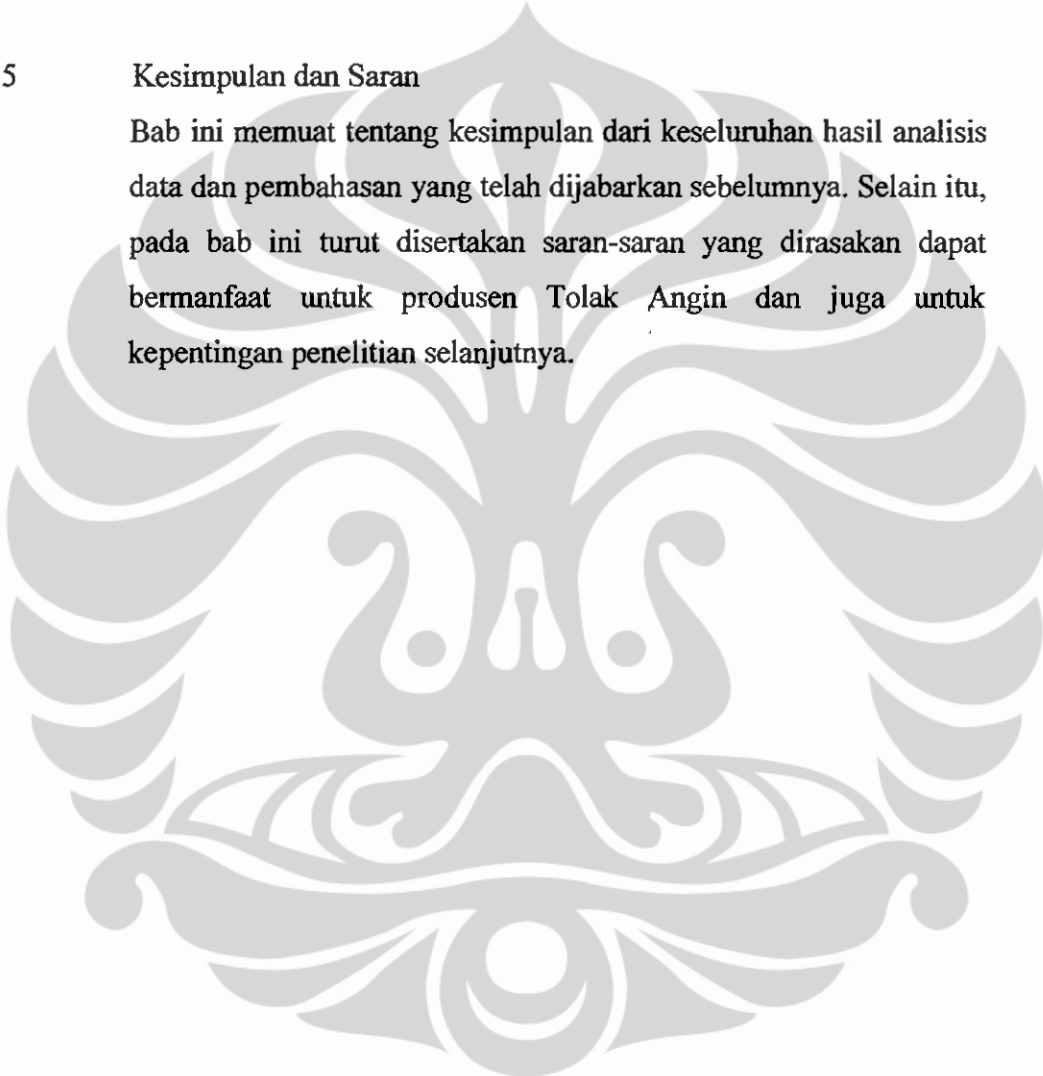 5 Kesimpulan dan Saran
Bab ini memuat tentang kesimpulan dari keseluruhan hasil analisis
data dan pembahasan yang telah dijabarkan sebelumnya. Selain itu,
pada bab ini turut disertakan saran-saran yang dirasakan dapat
bermanfaat untuk produsen Tolak Angin dan juga untuk
kepentingan penelitian selanjutnya.